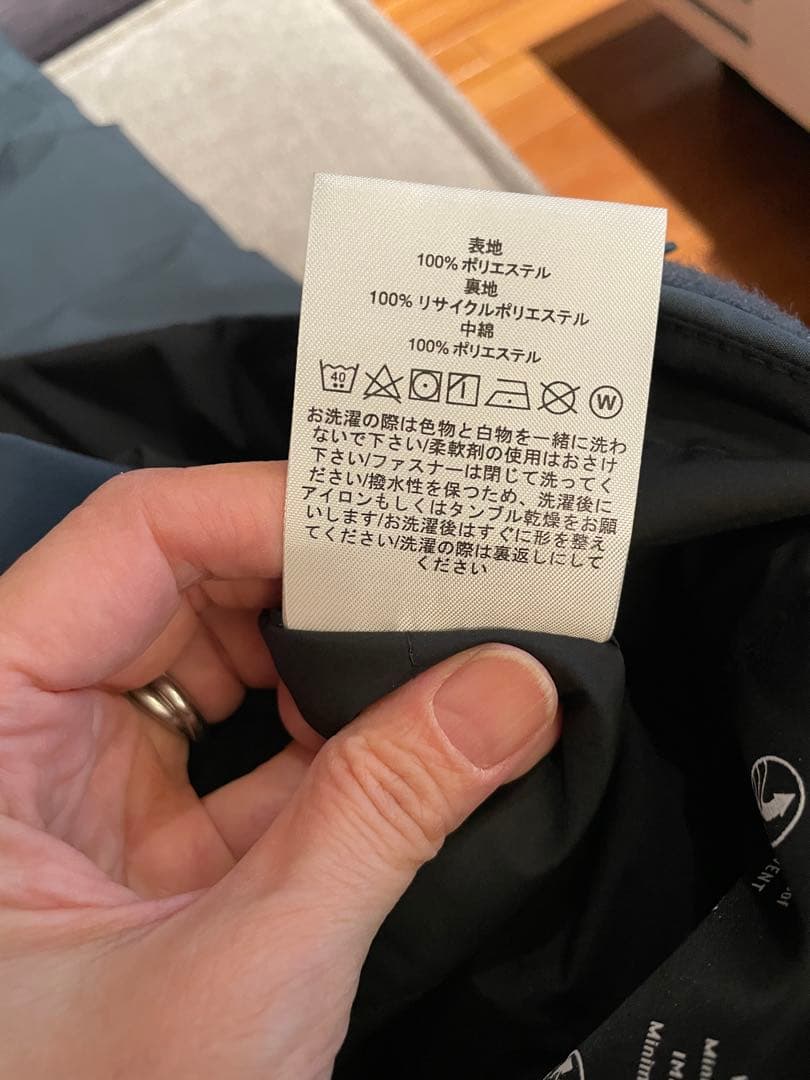 表地
100% ポリエステル
裏地
100% リサイクルポリエステル
中綿
100% ポリエステル
40
W
お洗濯の際は色物と白物を一緒に洗わ
ないで下さい/柔軟剤の使用はおさけ
下さい/ファスナーは閉じて洗ってく
ださい/撥水性を保つため、洗濯後に
アイロンもしくはタンブル乾燥をお願
いします/お洗濯後はすぐに形を整え
てください/洗濯の際は裏返しにして
ください